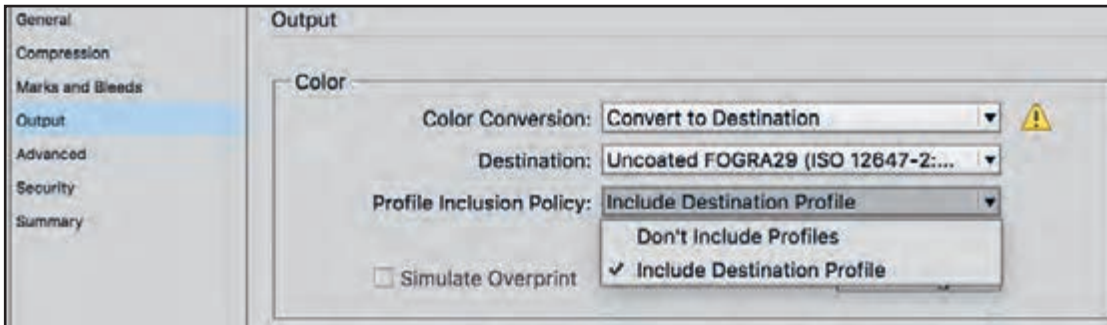 General
Compression
Marks and Bleeds
Output
Advanced
Security
Summary
Output
Color
Color Conversion: Convert to Destination
Destination: Uncoated FOGRA29 (ISO 12647-2:...
Profile Inclusion Policy: Include Destination Profile
Don't Include Profiles
✓ Include Destination Profile
Simulate Overprint